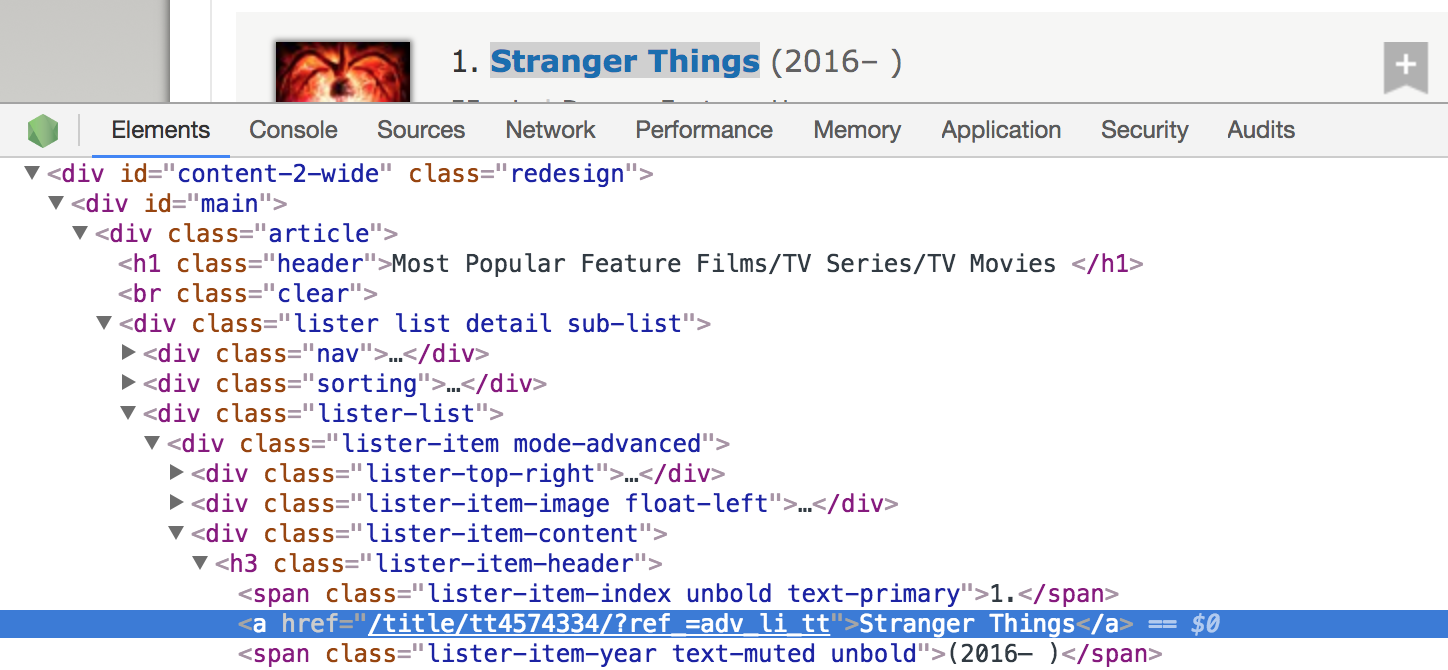 1. Stranger Things (2016– )
Elements Console Sources Network Performance Memory Application Security Audits
<div id="content-2-wide" class="redesign">
<div id="main">
<div class="article">
<h1 class="header">Most Popular Feature Films/TV Series/TV Movies </h1>
<br class="clear">
<div class="lister list detail sub-list">
<div class="nav">…</div>
<div class="sorting">…</div>
<div class="lister-list">
<div class="lister-item mode-advanced">
<div class="lister-top-right">…</div>
<div class="lister-item-image float-left">…</div>
<div class="lister-item-content">
<h3 class="lister-item-header">
<span class="lister-item-index unbold text-primary">1.</span>
<a href="/title/tt4574334/?ref_=adv_li_tt">Stranger Things</a> == $0
<span class="lister-item-year text-muted unbold">(2016– )</span>